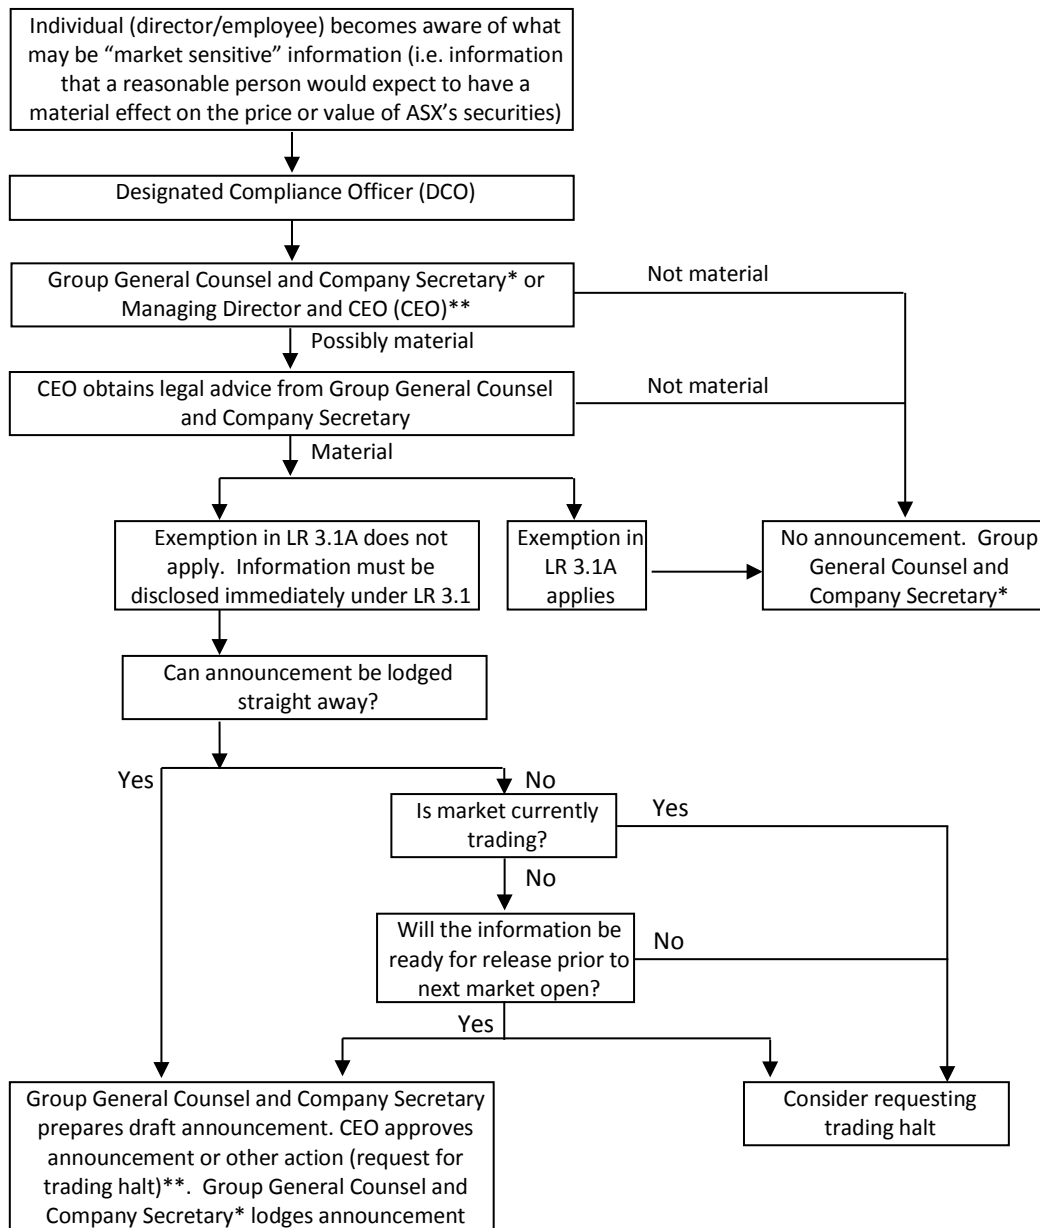 Individual (director/employee) becomes aware of what
may be “market sensitive” information (i.e. information
that a reasonable person would expect to have a
material effect on the price or value of ASX’s securities)
Designated Compliance Officer (DCO)
Group General Counsel and Company Secretary* or
Managing Director and CEO (CEO)**
Not material
Possibly material
CEO obtains legal advice from Group General Counsel
and Company Secretary
Not material
Material
Exemption in LR 3.1A does not
apply. Information must be
disclosed immediately under LR 3.1
Exemption in
LR 3.1A
applies
No announcement. Group
General Counsel and
Company Secretary*
Can announcement be lodged
straight away?
Yes
No
Is market currently
trading?
Yes
No
Will the information be
ready for release prior to
next market open?
No
Yes
Group General Counsel and Company Secretary
prepares draft announcement. CEO approves
announcement or other action (request for
trading halt)**. Group General Counsel and
Company Secretary* lodges announcement
Consider requesting
trading halt